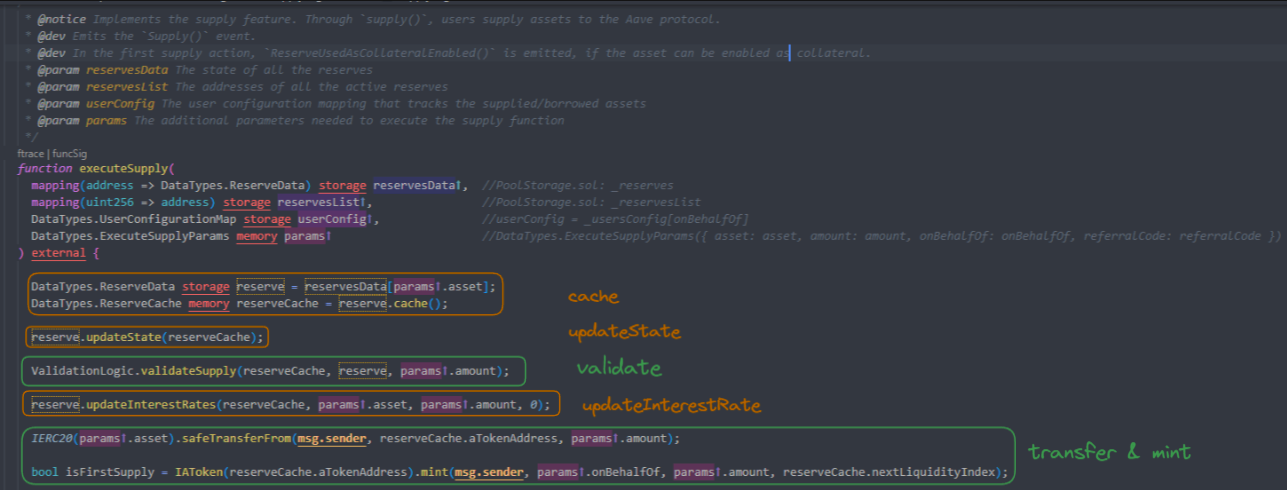 * @notice Implements the supply feature. Through `supply()`, users supply assets to the Aave protocol.
* @dev Emits the `Supply()` event.
* @dev In the first supply action, `ReserveUsedAsCollateralEnabled()` is emitted, if the asset can be enabled as collateral.
* @param reservesData The state of all the reserves
* @param reservesList The addresses of all the active reserves
* @param userConfig The user configuration mapping that tracks the supplied/borrowed assets
* @param params The additional parameters needed to execute the supply function
*/
ftrace | funcSig
function executeSupply(
mapping(address => DataTypes.ReserveData) storage reservesData↑, //PoolStorage.sol: _reserves
mapping(uint256 => address) storage reservesList↑, //PoolStorage.sol: _reservesList
DataTypes.UserConfigurationMap storage userConfig↑, //userConfig = _usersConfig[onBehalfOf]
DataTypes.ExecuteSupplyParams memory params↑ //DataTypes.ExecuteSupplyParams({ asset: asset, amount: amount, onBehalfOf: onBehalfOf, referralCode: referralCode })
) external {
DataTypes.ReserveData storage reserve = reservesData[params↑.asset];
DataTypes.ReserveCache memory reserveCache = reserve.cache();
cache
reserve.updateState(reserveCache);
updateState
ValidationLogic.validateSupply(reserveCache, reserve, params↑.amount);
validate
reserve.updateInterestRates(reserveCache, params↑.asset, params↑.amount, 0);
updateInterestRate
IERC20(params↑.asset).safeTransferFrom(msg.sender, reserveCache.aTokenAddress, params↑.amount);
transfer & mint
bool isFirstSupply = IAToken(reserveCache.aTokenAddress).mint(msg.sender, params↑.onBehalfOf, params↑.amount, reserveCache.nextLiquidityIndex);